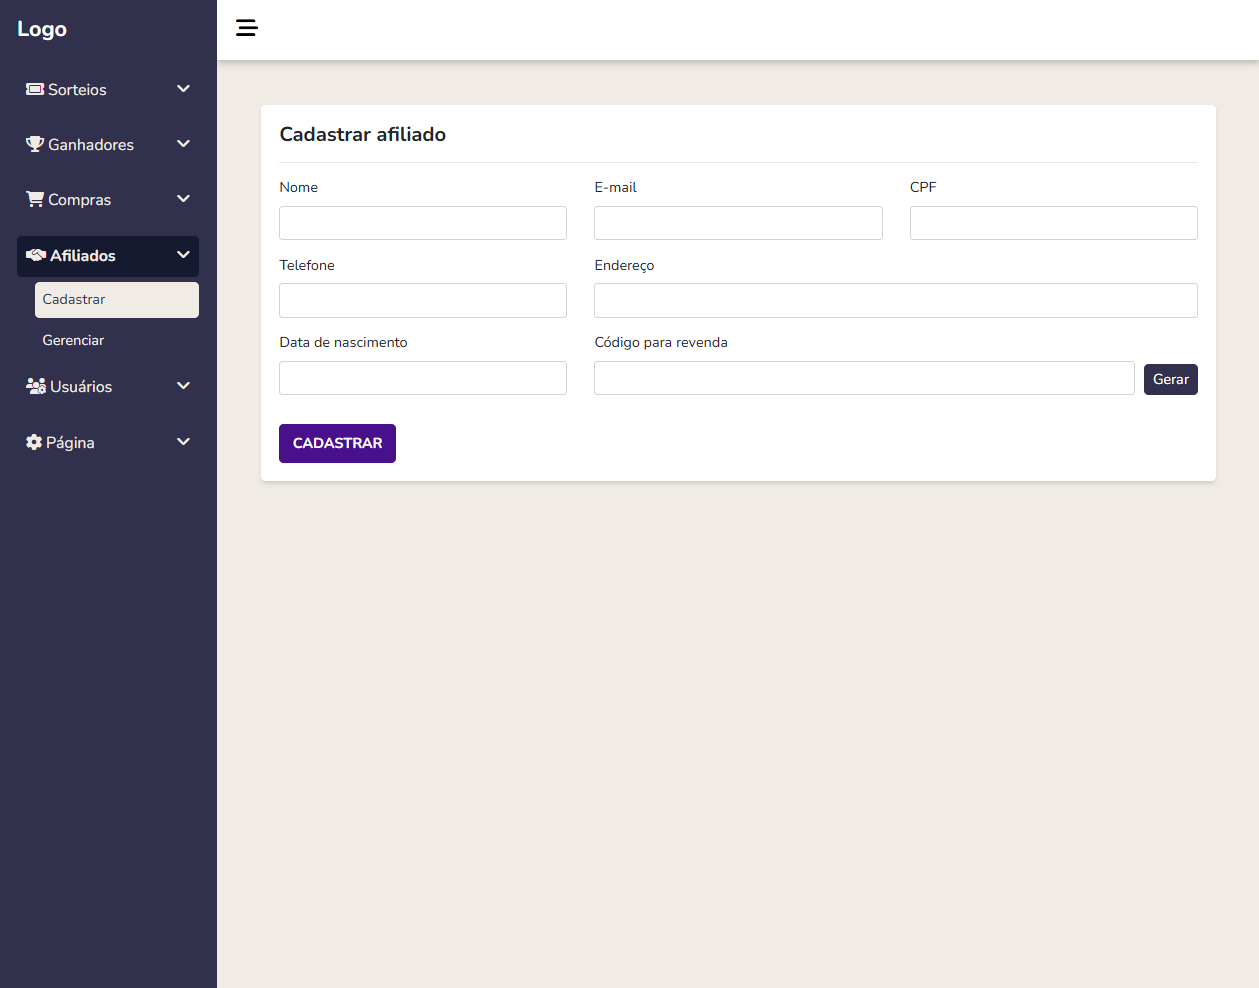 Logo
Sorteios
Ganhadores
Compras
Afiliados
Cadastrar
Gerenciar
Usuários
Página
Cadastrar afiliado
Nome
E-mail
CPF
Telefone
Endereço
Data de nascimento
Código para revenda
Gerar
CADASTRAR